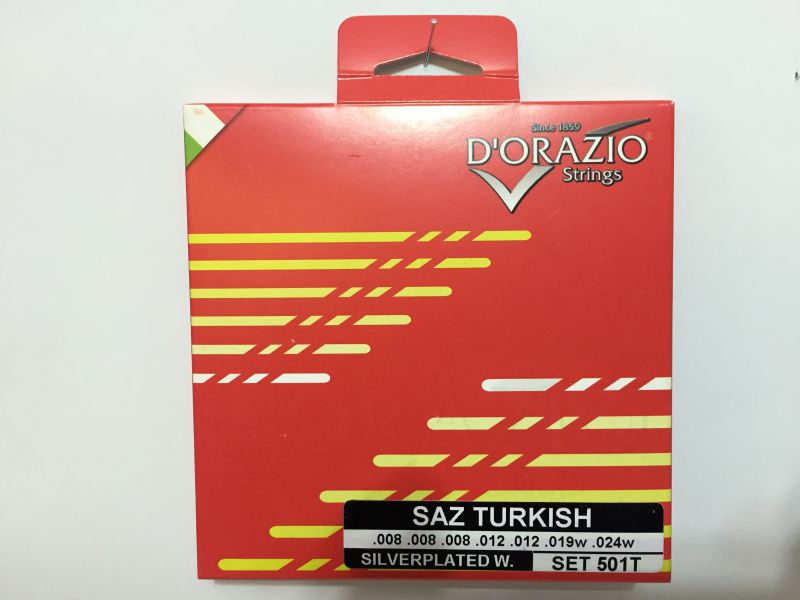 Since 1859
D'ORAZIO®
Strings
SAZ TURKISH
.008 .008 .008 .012 .012 .019w .024w
SILVERPLATED W. SET 501T